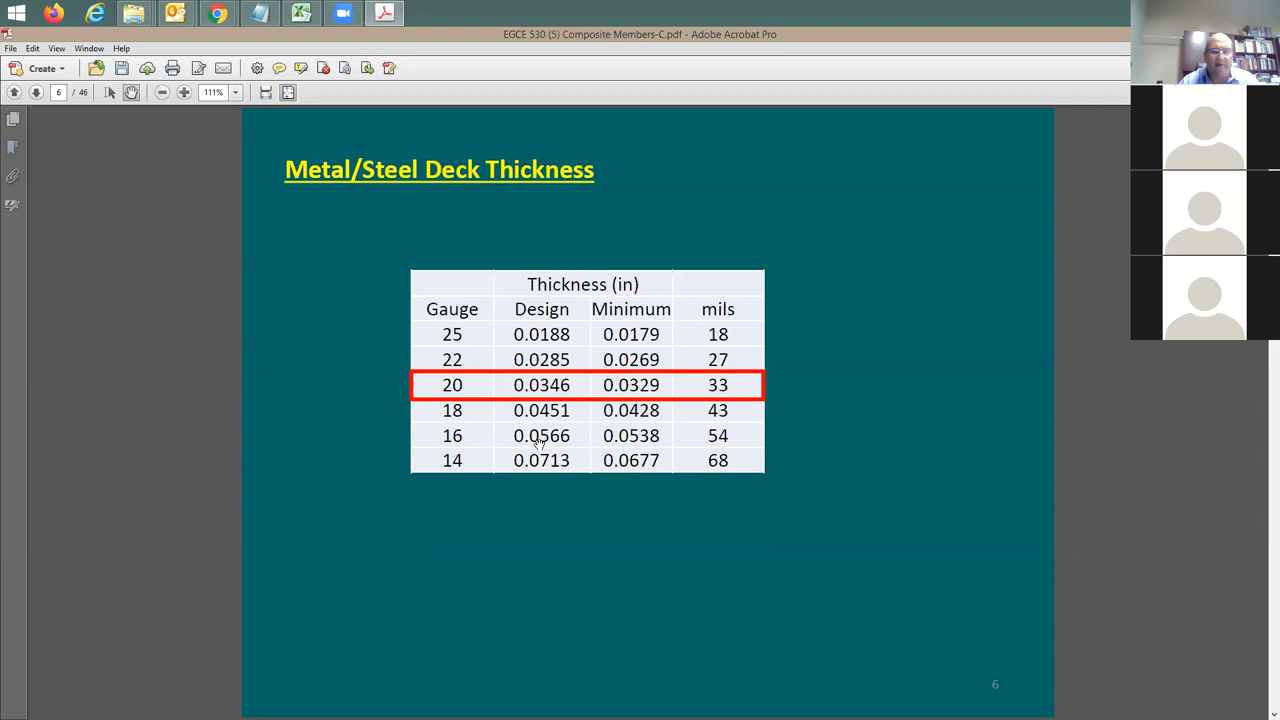 EGCE 530 (5) Composite Members-C.pdf - Adobe Acrobat Pro
File Edit View Window Help
Create
6 / 46 111%
Metal/Steel Deck Thickness
Thickness (in)
Gauge Design Minimum mils
25 0.0188 0.0179 18
22 0.0285 0.0269 27
20 0.0346 0.0329 33
18 0.0451 0.0428 43
16 0.0566 0.0538 54
14 0.0713 0.0677 68
6